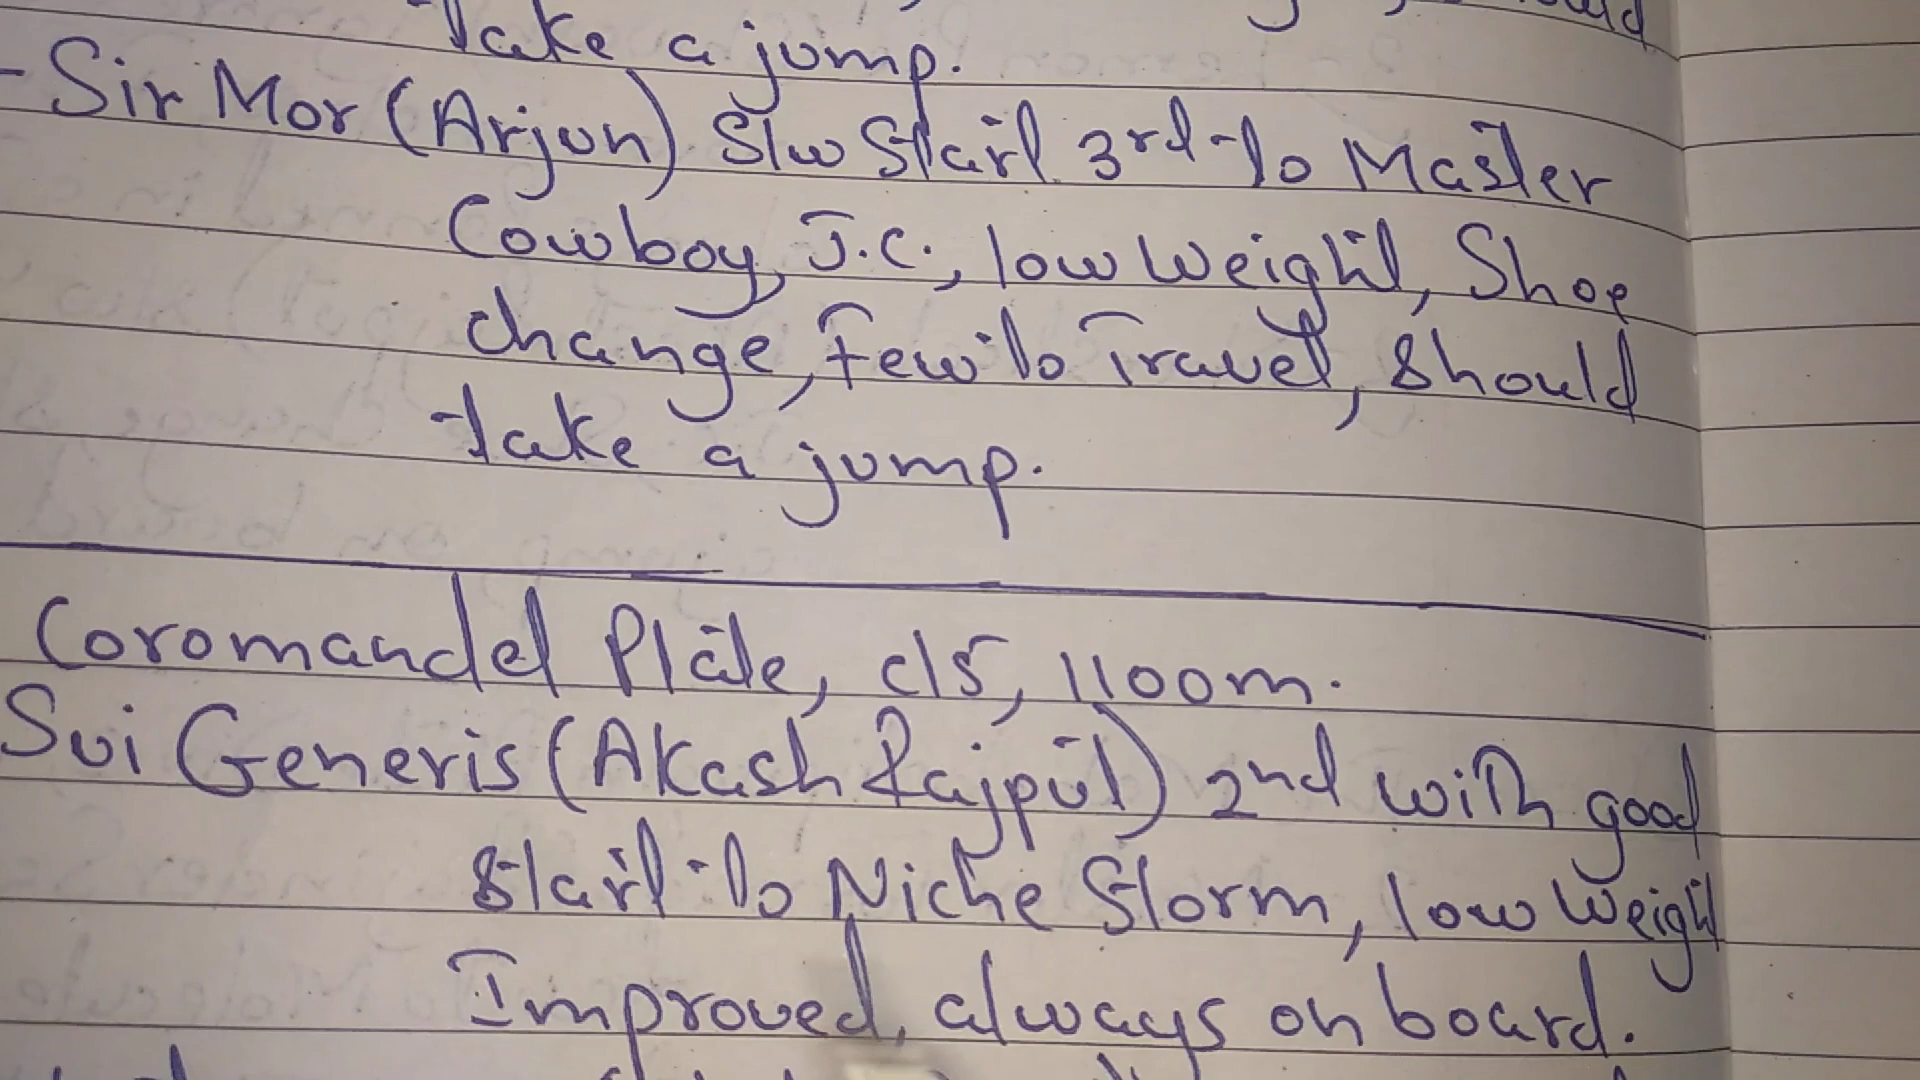 take a jump.
- Sir Mor (Arjun) Slw Start 3rd to Master
Cowboy, J.C., low weight, Shoe
change, Few to Travel, Should
take a jump.
Coromandel Plate, cl5, 1100m.
Sui Generis (Akash Rajput) 2nd with good
start to Niche Storm, low weight
Improved, always on board.